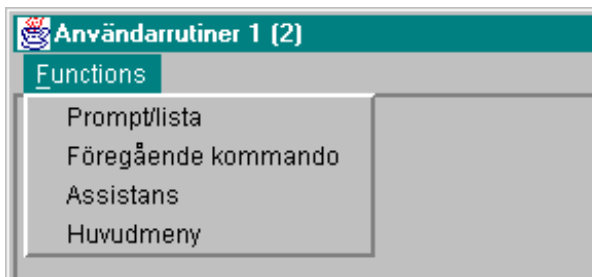 Användarrutiner 1 (2)
Functions
Prompt/lista
Föregående kommando
Assistans
Huvudmeny